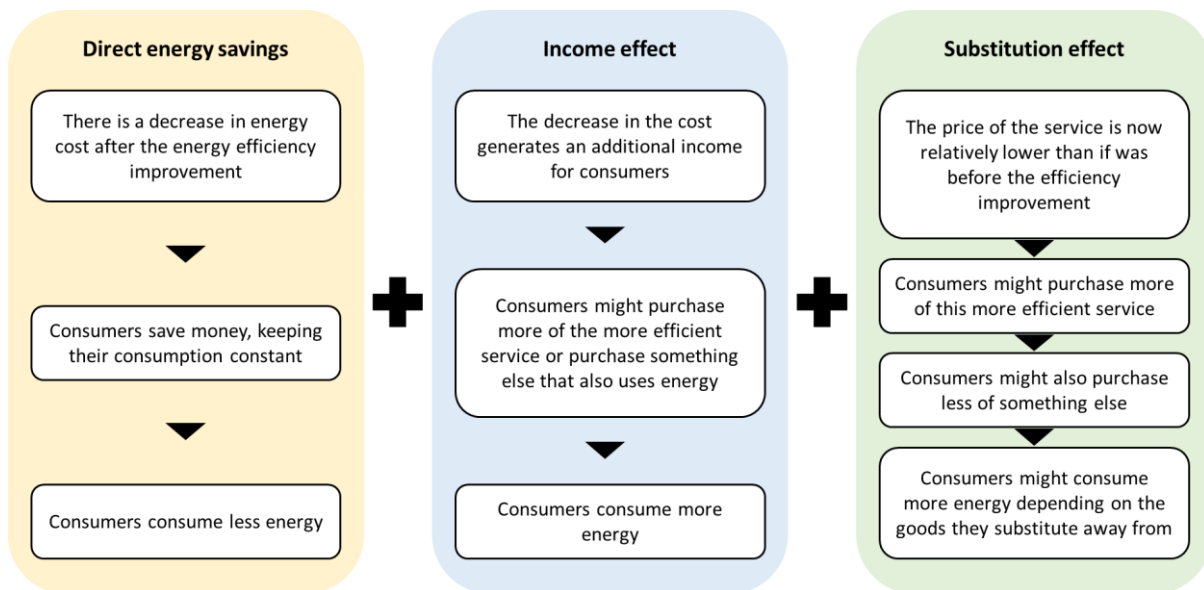 Direct energy savings
There is a decrease in energy
cost after the energy efficiency
improvement
Consumers save money, keeping
their consumption constant
Consumers consume less energy
Income effect
The decrease in the cost
generates an additional income
for consumers
Consumers might purchase
more of the more efficient
service or purchase something
else that also uses energy
Consumers consume more
energy
Substitution effect
The price of the service is now
relatively lower than if was
before the efficiency
improvement
Consumers might purchase more
of this more efficient service
Consumers might also purchase
less of something else
Consumers might consume
more energy depending on the
goods they substitute away from